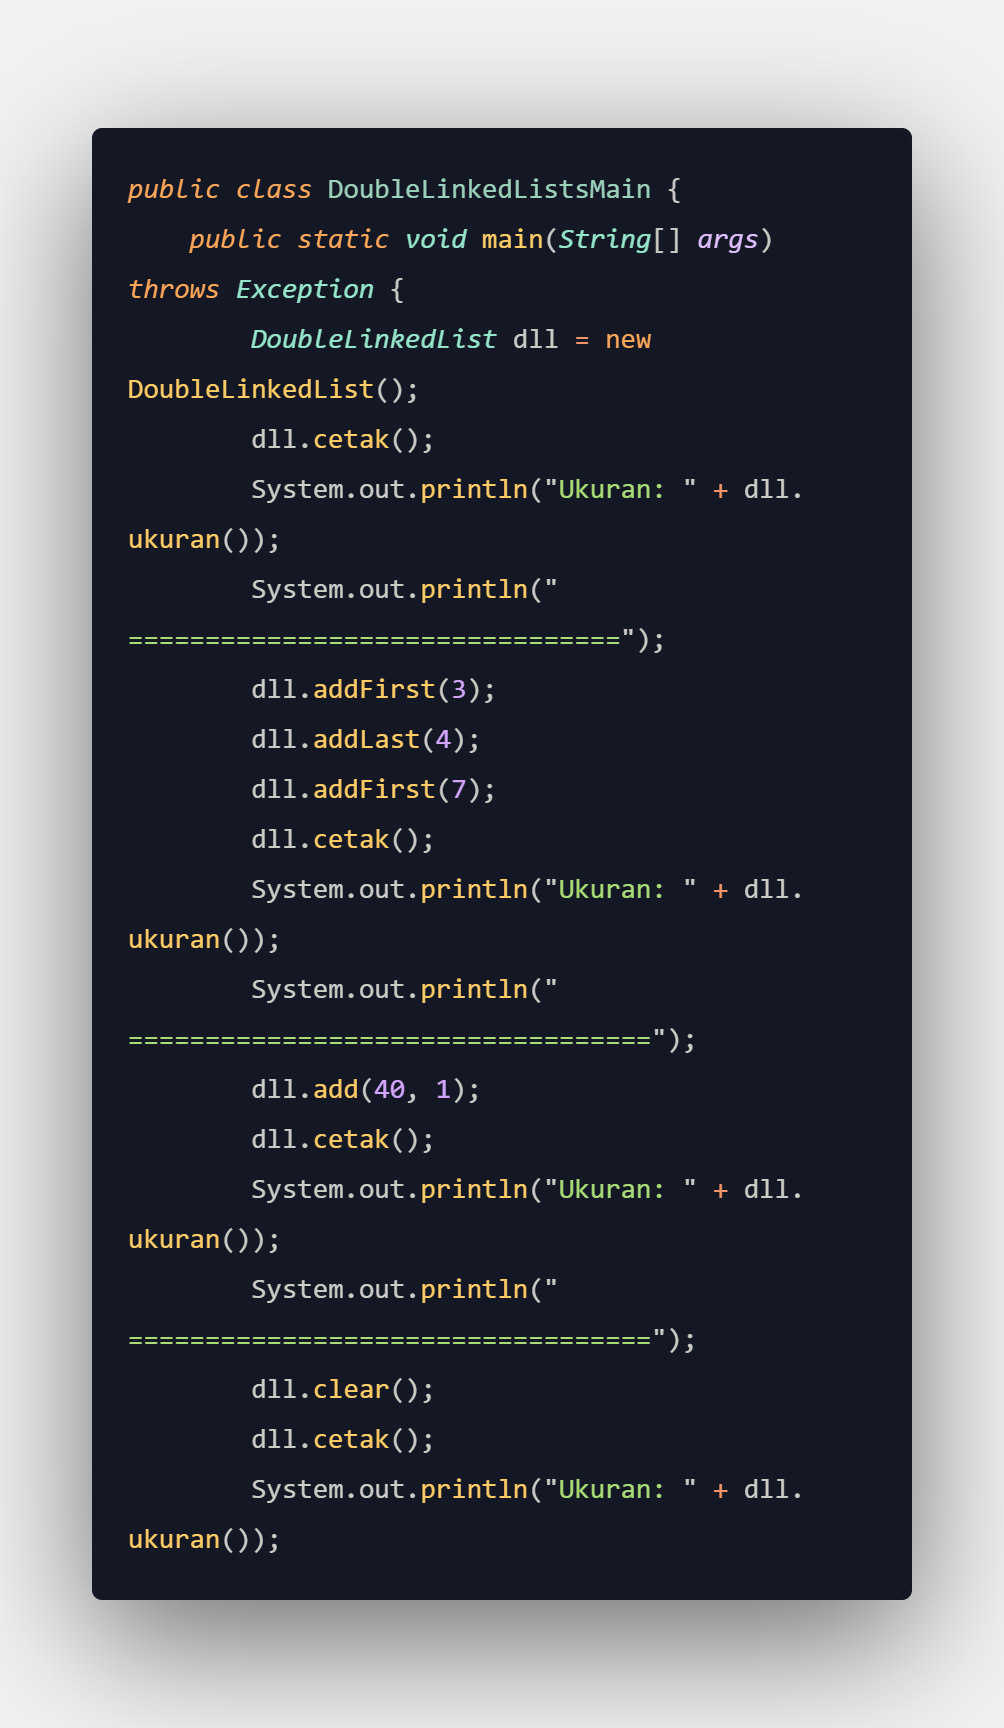 public class DoubleLinkedListsMain {
    public static void main(String[] args)
throws Exception {
        DoubleLinkedList dll = new
DoubleLinkedList();
        dll.cetak();
        System.out.println("Ukuran: " + dll.
ukuran());
        System.out.println("
================================");
        dll.addFirst(3);
        dll.addLast(4);
        dll.addFirst(7);
        dll.cetak();
        System.out.println("Ukuran: " + dll.
ukuran());
        System.out.println("
==================================");
        dll.add(40, 1);
        dll.cetak();
        System.out.println("Ukuran: " + dll.
ukuran());
        System.out.println("
==================================");
        dll.clear();
        dll.cetak();
        System.out.println("Ukuran: " + dll.
ukuran());